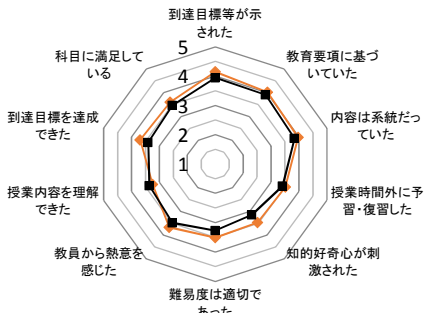 到達目標等が示
された
教育要項に基づ
いていた
内容は系統だっ
ていた
授業時間外に予
習・復習した
知的好奇心が刺
激された
難易度は適切で
あった
教員から熱意を
感じた
授業内容を理解
できた
到達目標を達成
できた
科目に満足して
いる
5
4
3
2
1